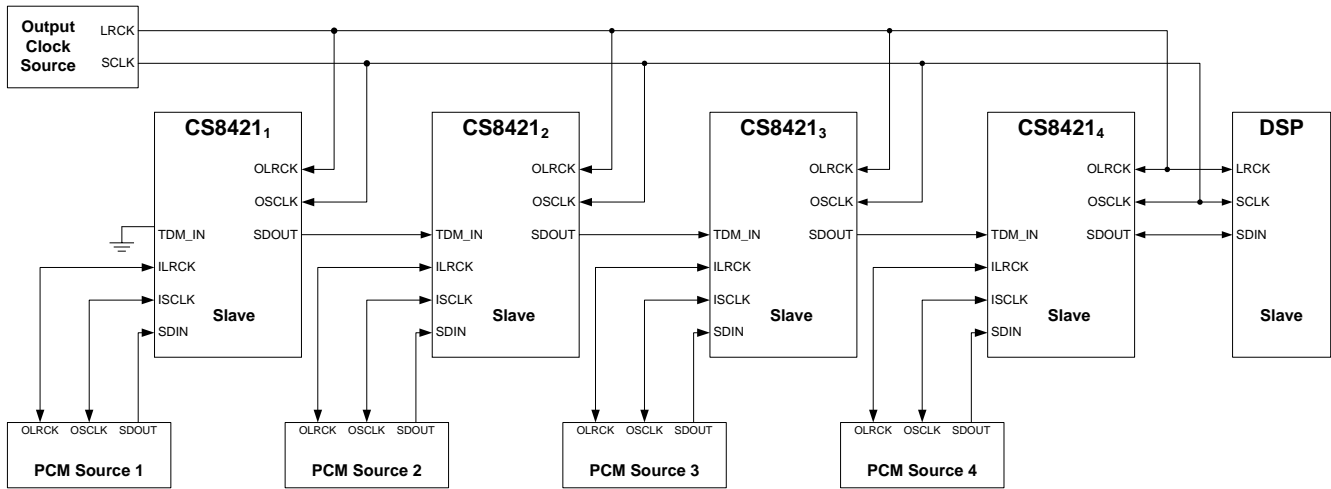 Output
Clock
Source
LRCK
SCLK
CS8421₁
OLRCK
OSCLK
TDM_IN
SDOUT
ILRCK
ISCLK
Slave
SDIN
CS8421₂
OLRCK
OSCLK
TDM_IN
SDOUT
ILRCK
ISCLK
Slave
SDIN
CS8421₃
OLRCK
OSCLK
TDM_IN
SDOUT
ILRCK
ISCLK
Slave
SDIN
CS8421₄
OLRCK
OSCLK
TDM_IN
SDOUT
ILRCK
ISCLK
Slave
SDIN
DSP
LRCK
SCLK
SDIN
Slave
OLRCK OSCLK SDOUT
PCM Source 1
OLRCK OSCLK SDOUT
PCM Source 2
OLRCK OSCLK SDOUT
PCM Source 3
OLRCK OSCLK SDOUT
PCM Source 4